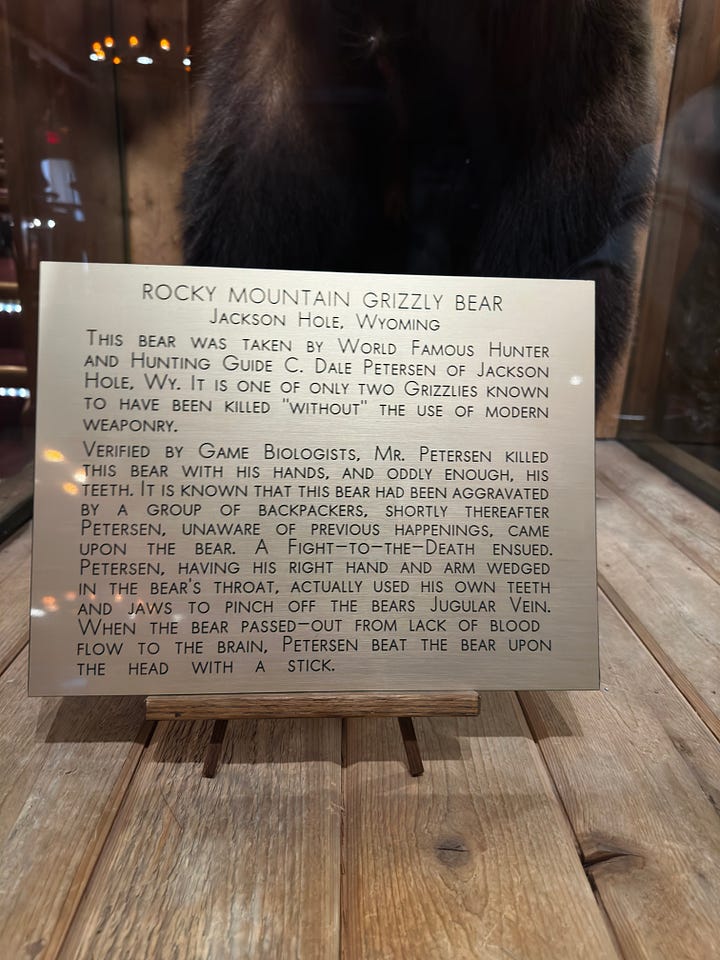 ROCKY MOUNTAIN GRIZZLY BEAR
JACKSON HOLE, WYOMING
THIS BEAR WAS TAKEN BY WORLD FAMOUS HUNTER
AND HUNTING GUIDE C. DALE PETERSEN OF JACKSON
HOLE, WY. IT IS ONE OF ONLY TWO GRIZZLIES KNOWN
TO HAVE BEEN KILLED "WITHOUT" THE USE OF MODERN
WEAPONRY.
VERIFIED BY GAME BIOLOGISTS, MR. PETERSEN KILLED
THIS BEAR WITH HIS HANDS, AND ODDLY ENOUGH, HIS
TEETH. IT IS KNOWN THAT THIS BEAR HAD BEEN AGGRAVATED
BY A GROUP OF BACKPACKERS, SHORTLY THEREAFTER
PETERSEN, UNAWARE OF PREVIOUS HAPPENINGS, CAME
UPON THE BEAR. A FIGHT-TO-THE-DEATH ENSUED.
PETERSEN, HAVING HIS RIGHT HAND AND ARM WEDGED
IN THE BEAR'S THROAT, ACTUALLY USED HIS OWN TEETH
AND JAWS TO PINCH OFF THE BEARS JUGULAR VEIN.
WHEN THE BEAR PASSED-OUT FROM LACK OF BLOOD
FLOW TO THE BRAIN, PETERSEN BEAT THE BEAR UPON
THE HEAD WITH A STICK.